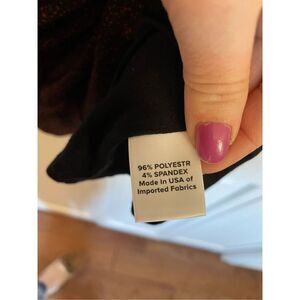 96% POLYESTR
4% SPANDEX
Made In USA of
Imported Fabrics